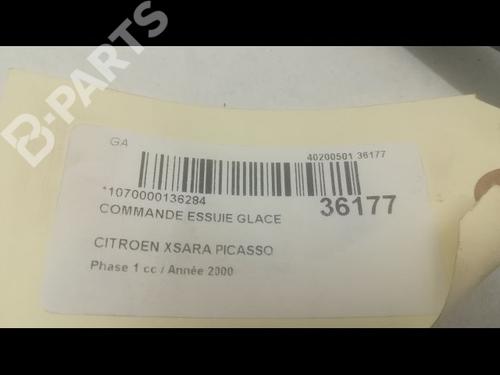 B-PARTS
GA
40200501 36177
*1070000136284
36177
COMMANDE ESSUIE GLACE
CITROEN XSARA PICASSO
Phase 1 cc / Année 2000